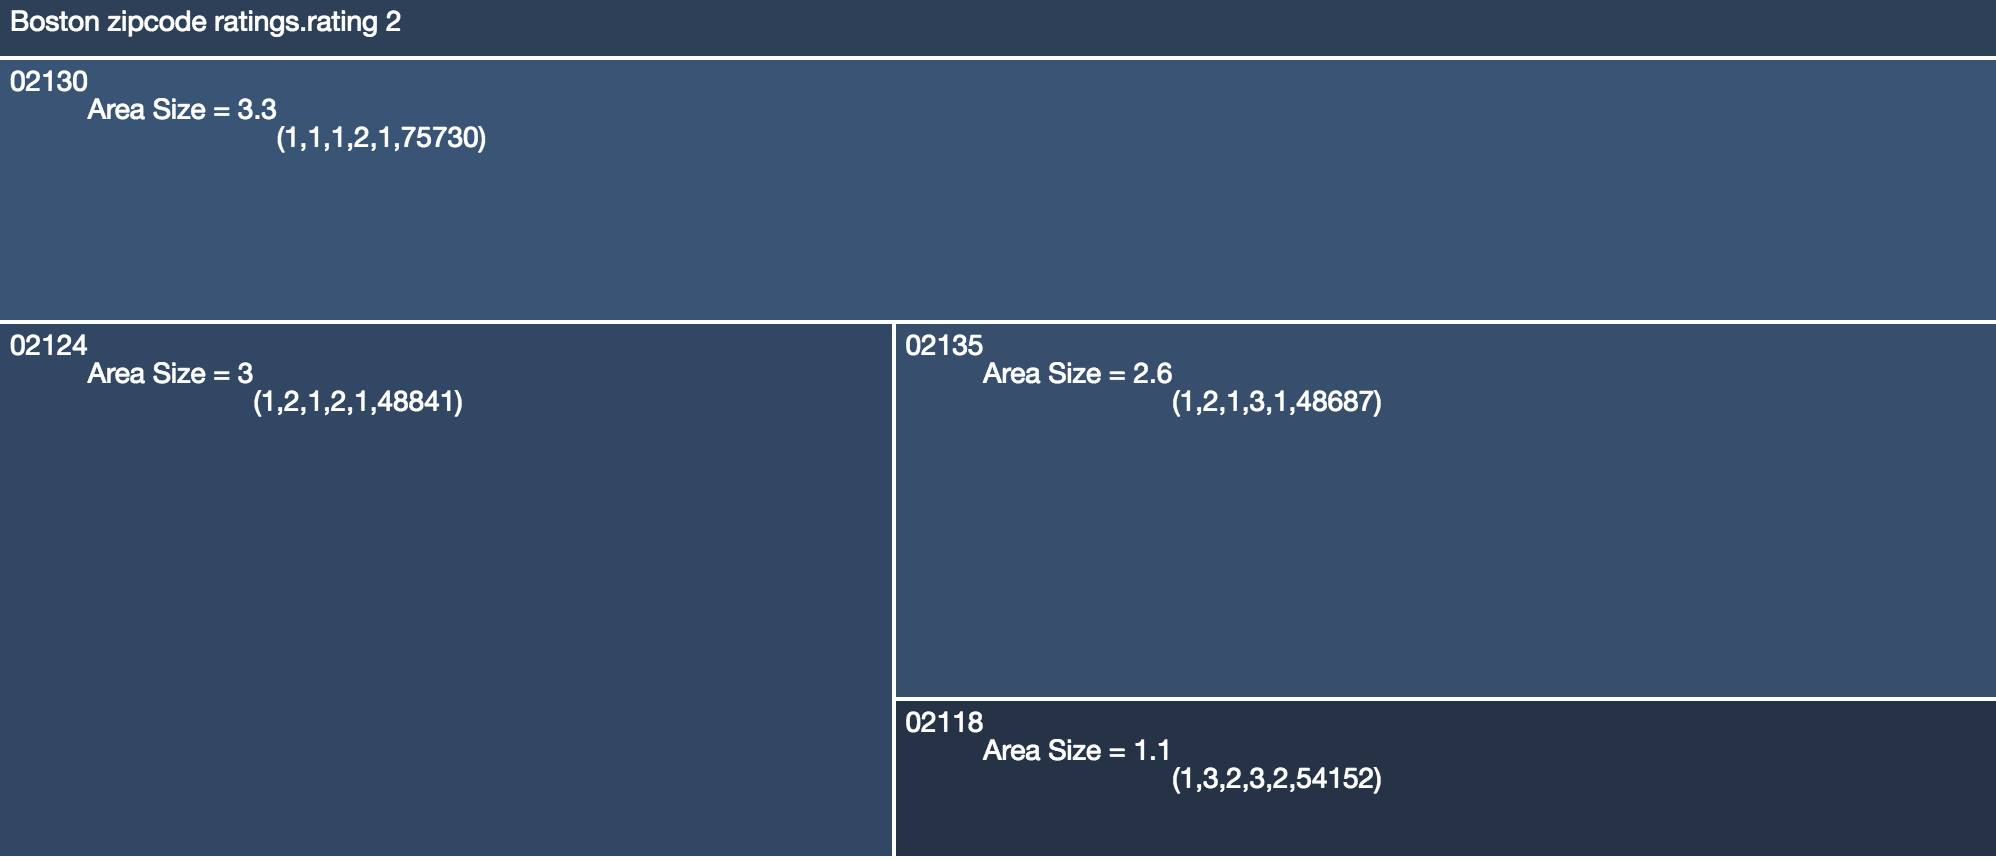 Boston zipcode ratings.rating 2
02130
Area Size = 3.3
(1,1,1,2,1,75730)
02124
Area Size = 3
(1,2,1,2,1,48841)
02135
Area Size = 2.6
(1,2,1,3,1,48687)
02118
Area Size = 1.1
(1,3,2,3,2,54152)